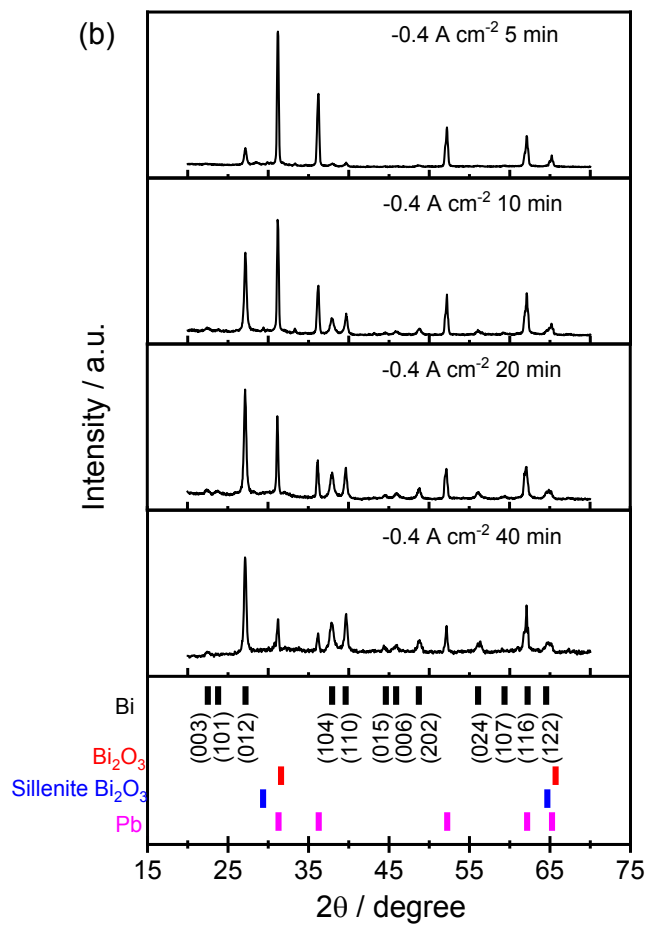 (b)
-0.4 A cm⁻² 5 min
-0.4 A cm⁻² 10 min
-0.4 A cm⁻² 20 min
-0.4 A cm⁻² 40 min
Intensity / a.u.
Bi
(003) (101) (012) (104) (110) (015) (006) (202) (024) (107) (116) (122)
Bi₂O₃
Sillenite Bi₂O₃
Pb
15 25 35 45 55 65 75
2θ / degree